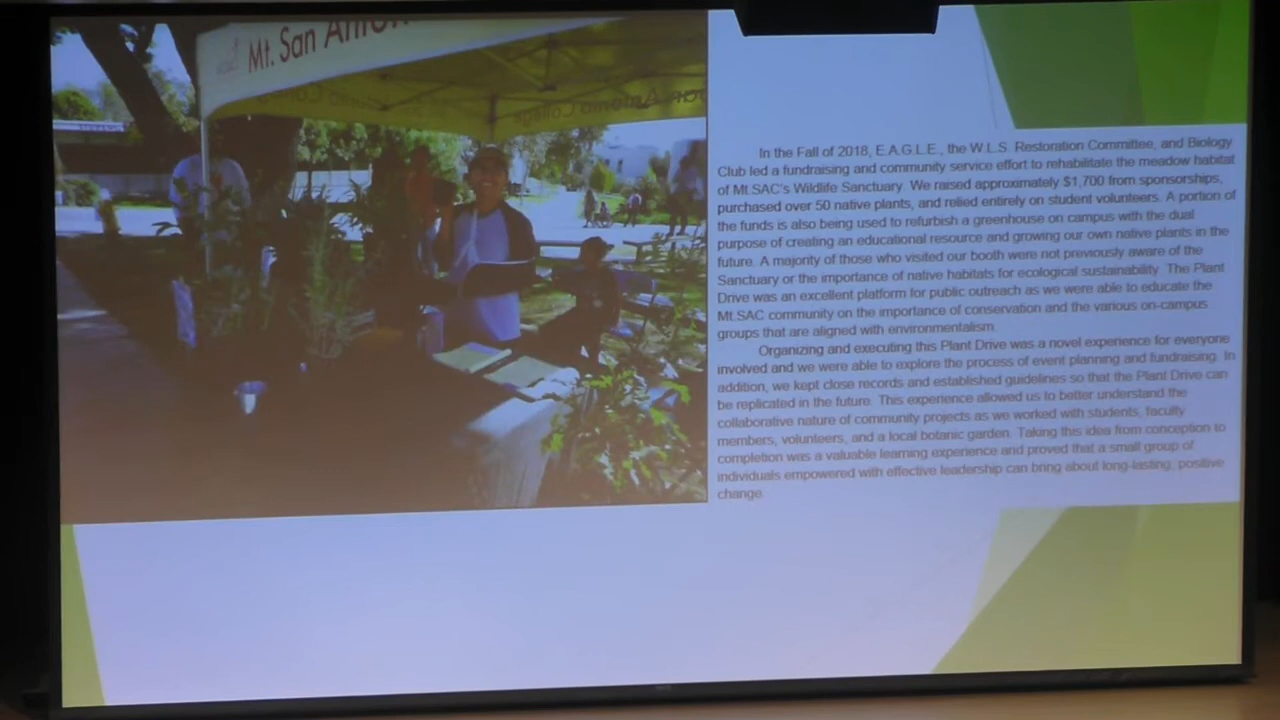 Mt. San Anton
San Antonio College
In the Fall of 2018, E.A.G.L.E., the W.L.S. Restoration Committee, and Biology
Club led a fundraising and community service effort to rehabilitate the meadow habitat
of Mt.SAC's Wildlife Sanctuary. We raised approximately $1,700 from sponsorships,
purchased over 50 native plants, and relied entirely on student volunteers. A portion of
the funds is also being used to refurbish a greenhouse on campus with the dual
purpose of creating an educational resource and growing our own native plants in the
future. A majority of those who visited our booth were not previously aware of the
Sanctuary or the importance of native habitats for ecological sustainability. The Plant
Drive was an excellent platform for public outreach as we were able to educate the
Mt.SAC community on the importance of conservation and the various on-campus
groups that are aligned with environmentalism.
Organizing and executing this Plant Drive was a novel experience for everyone
involved and we were able to explore the process of event planning and fundraising. In
addition, we kept close records and established guidelines so that the Plant Drive can
be replicated in the future. This experience allowed us to better understand the
collaborative nature of community projects as we worked with students, faculty
members, volunteers, and a local botanic garden. Taking this idea from conception to
completion was a valuable learning experience and proved that a small group of
individuals empowered with effective leadership can bring about long-lasting, positive
change.